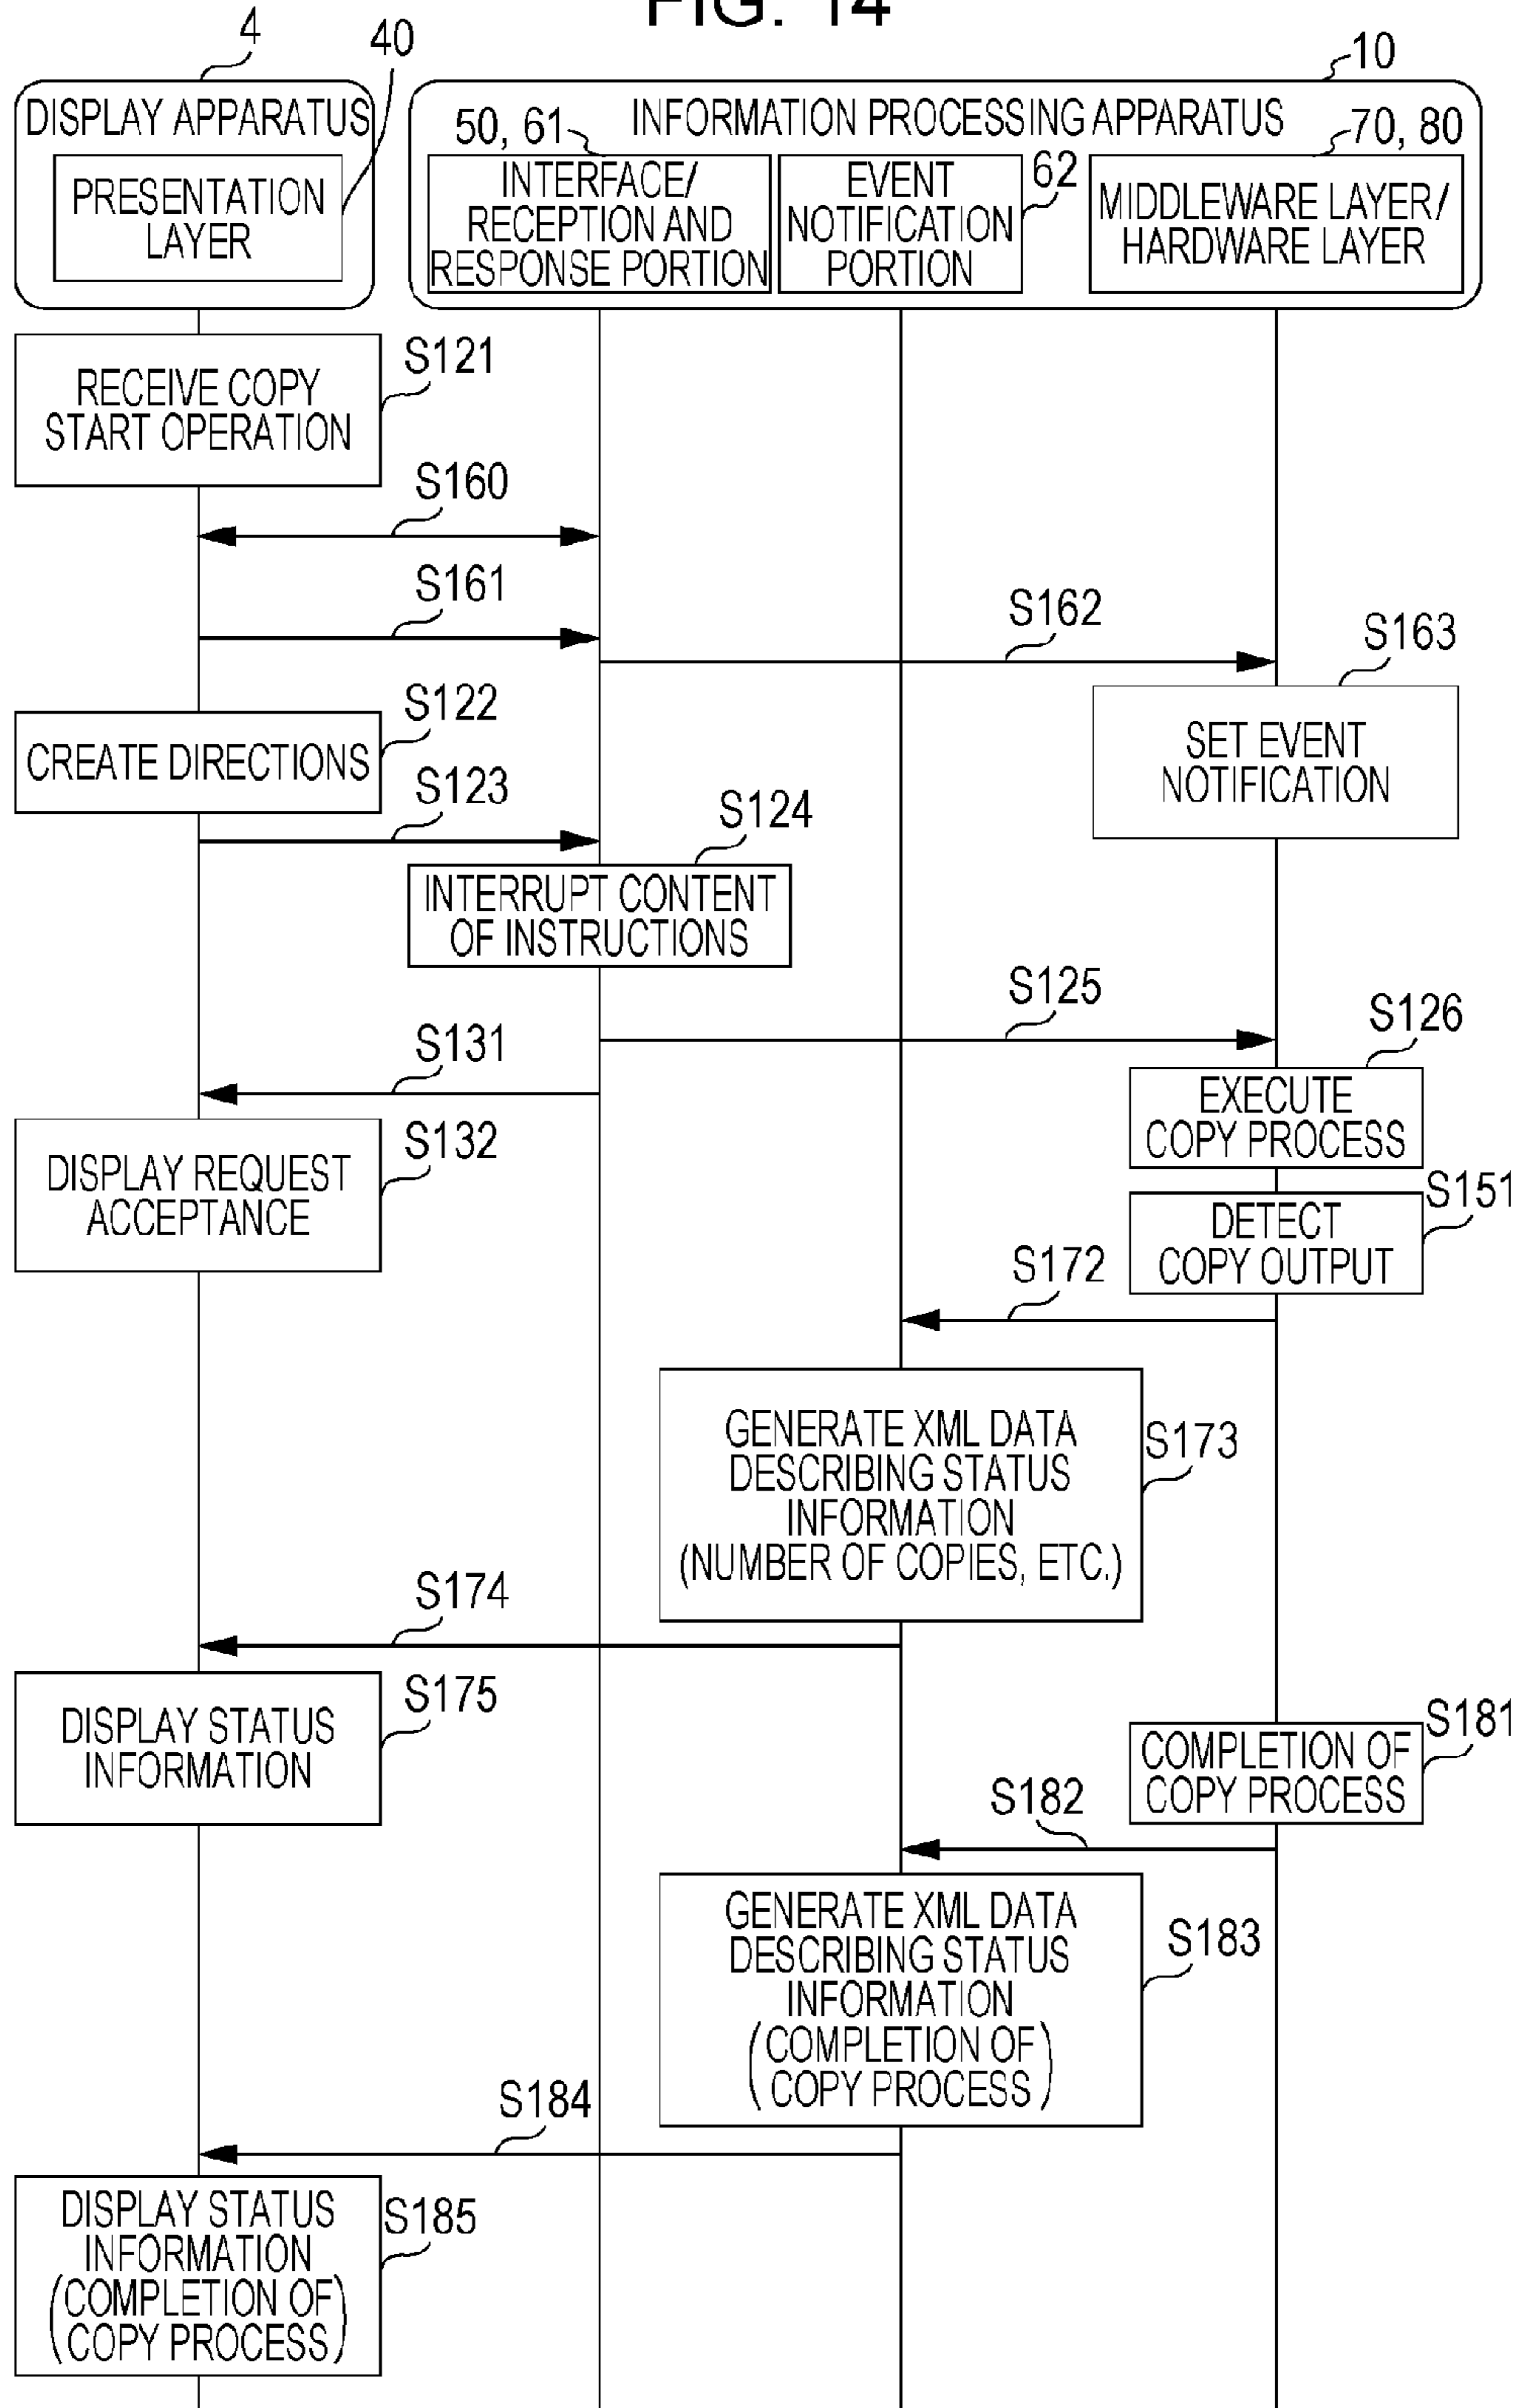 FIG. 14
4
40
10
DISPLAY APPARATUS
INFORMATION PROCESSING APPARATUS
50, 61
70, 80
62
PRESENTATION
LAYER
INTERFACE/
RECEPTION AND
RESPONSE PORTION
EVENT
NOTIFICATION
PORTION
MIDDLEWARE LAYER/
HARDWARE LAYER
RECEIVE COPY
START OPERATION
S121
S160
S161
S162
S163
SET EVENT
NOTIFICATION
CREATE DIRECTIONS
S122
S123
S124
INTERRUPT CONTENT
OF INSTRUCTIONS
S125
S126
EXECUTE
COPY PROCESS
S131
DISPLAY REQUEST
ACCEPTANCE
S132
S151
DETECT
COPY OUTPUT
S172
GENERATE XML DATA
DESCRIBING STATUS
INFORMATION
(NUMBER OF COPIES, ETC.)
S173
S174
DISPLAY STATUS
INFORMATION
S175
S181
COMPLETION OF
COPY PROCESS
S182
GENERATE XML DATA
DESCRIBING STATUS
INFORMATION
(COMPLETION OF
COPY PROCESS)
S183
S184
DISPLAY STATUS
INFORMATION
(COMPLETION OF
COPY PROCESS)
S185